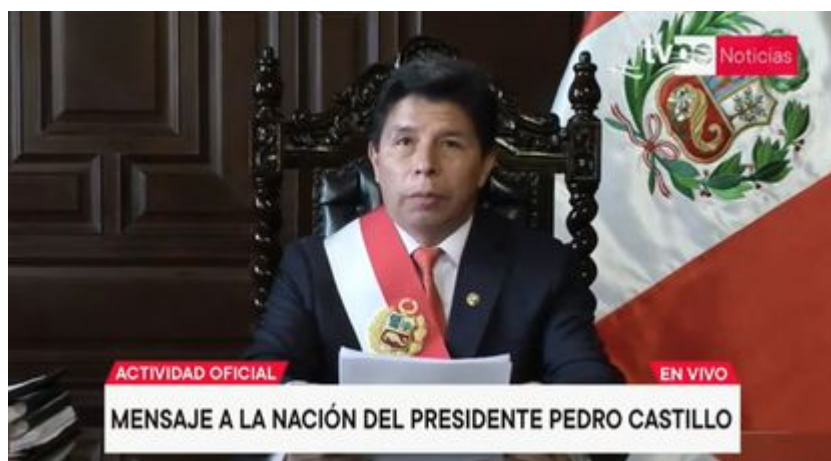 tvpe Noticias
ACTIVIDAD OFICIAL
EN VIVO
MENSAJE A LA NACIÓN DEL PRESIDENTE PEDRO CASTILLO